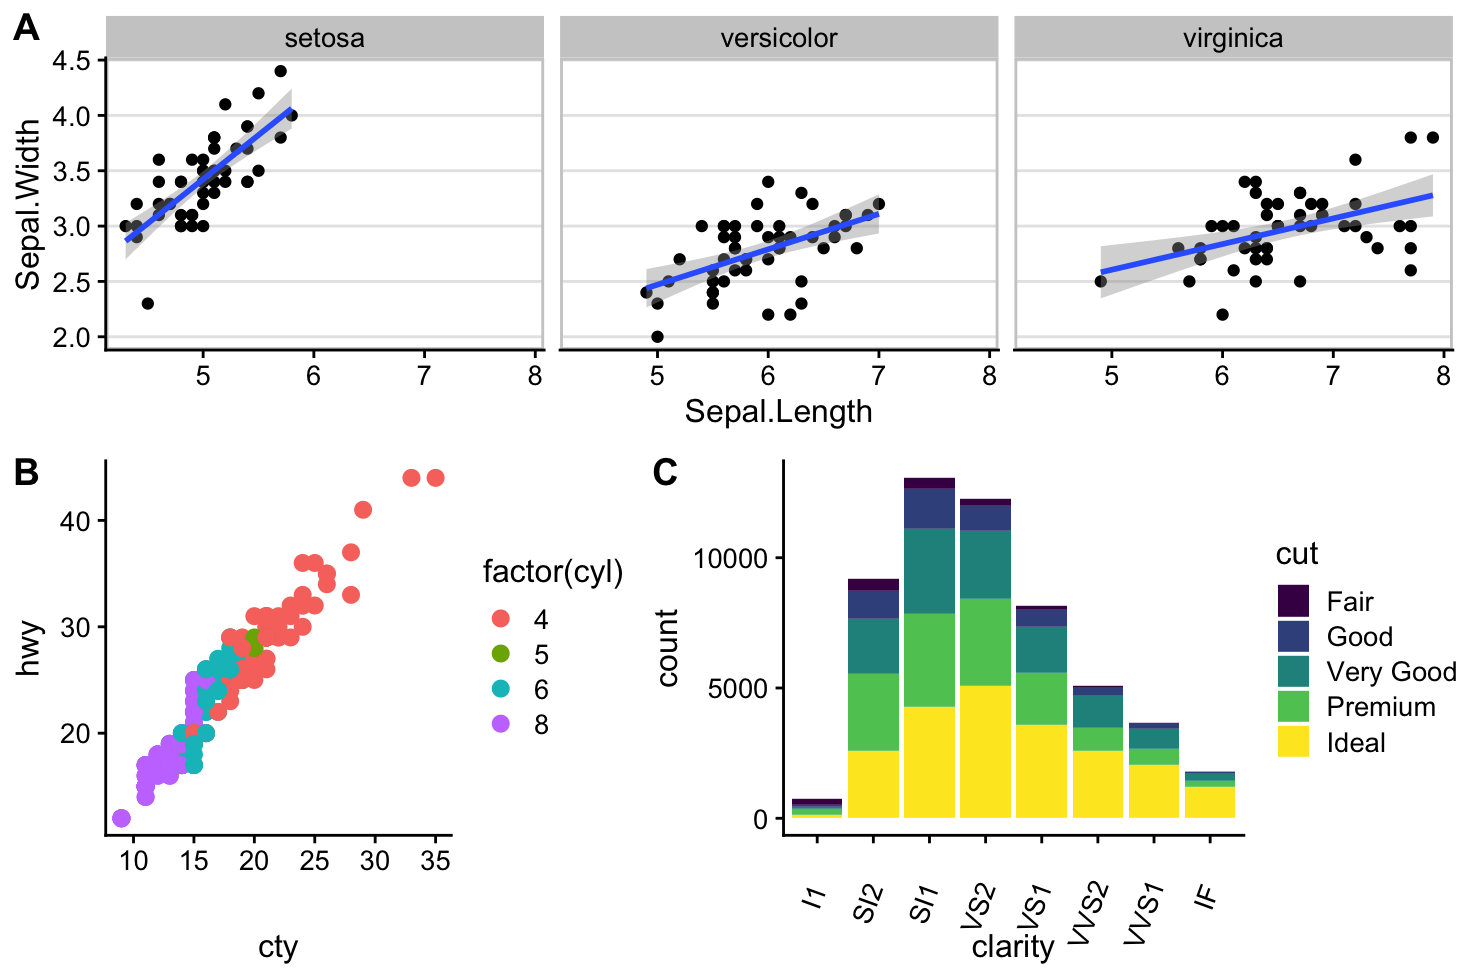 A
setosa
versicolor
virginica
Sepal.Width
4.5
4.0
3.5
3.0
2.5
2.0
5 6 7 8
5 6 7 8
5 6 7 8
Sepal.Length
B
hwy
40
30
20
10 15 20 25 30 35
cty
factor(cyl)
4
5
6
8
C
count
10000
5000
0
I1 SI2 SI1 VS2 VS1 VVS2 VVS1 IF
clarity
cut
Fair
Good
Very Good
Premium
Ideal